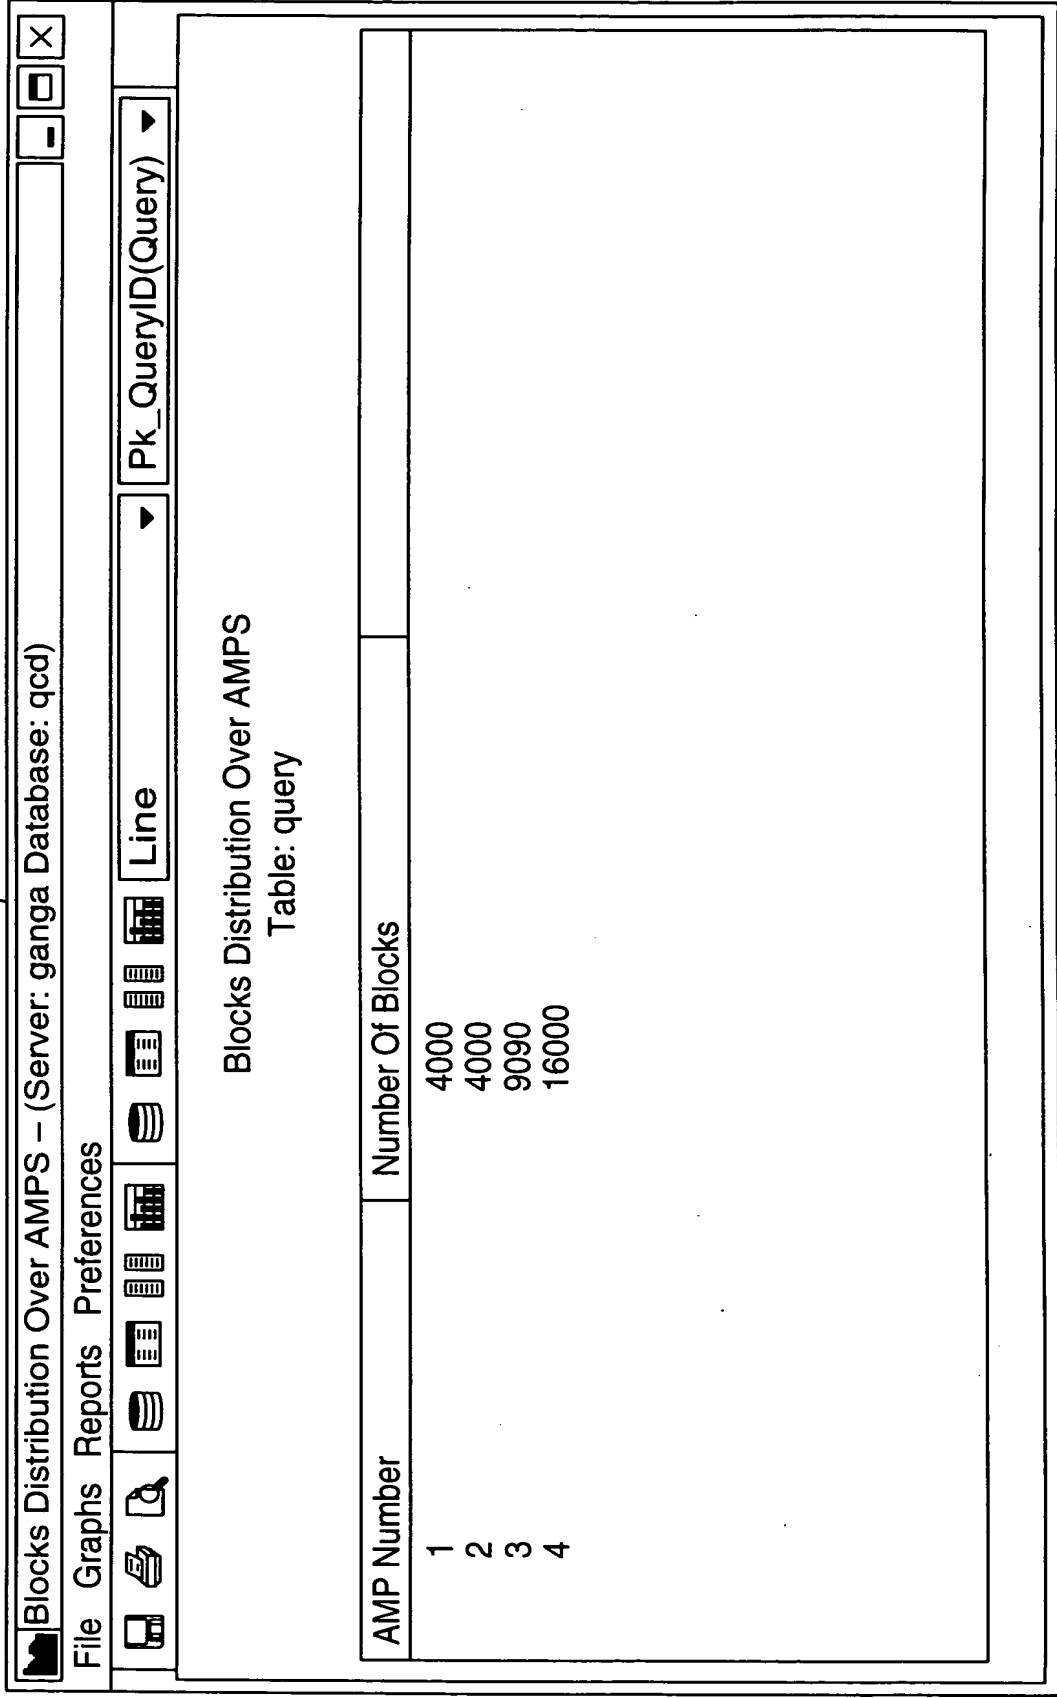 Blocks Distribution Over AMPS – (Server: ganga Database: qcd)
File Graphs Reports Preferences
Line Pk_QueryID(Query)
Blocks Distribution Over AMPS
Table: query
AMP Number Number Of Blocks
1 4000
2 4000
3 9090
4 16000